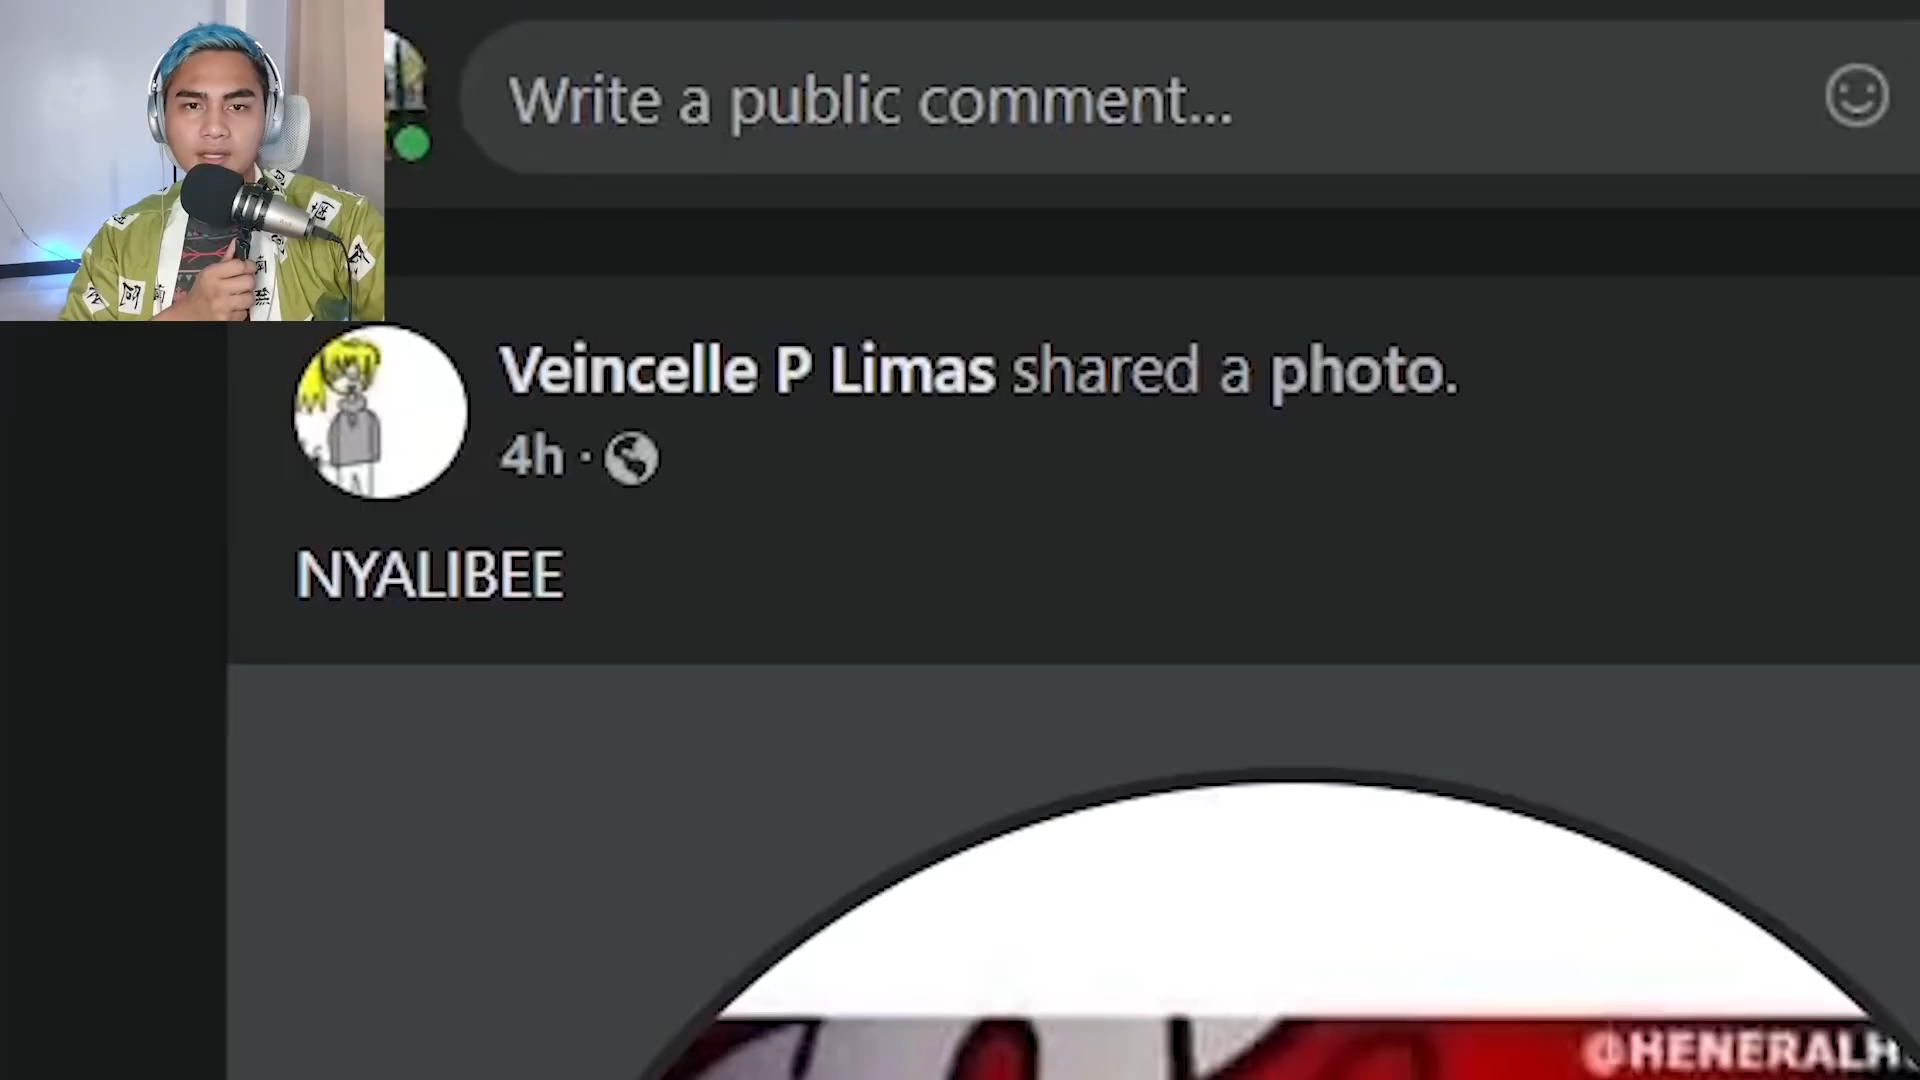 Write a public comment...
Veincelle P Limas shared a photo.
4h ·
NYALIBEE